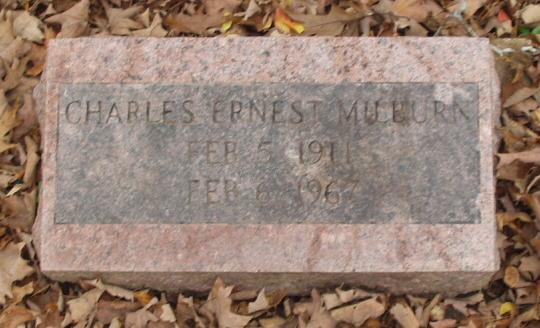 CHARLES ERNEST MILBURN
FEB 5 1911
FEB 6 1967